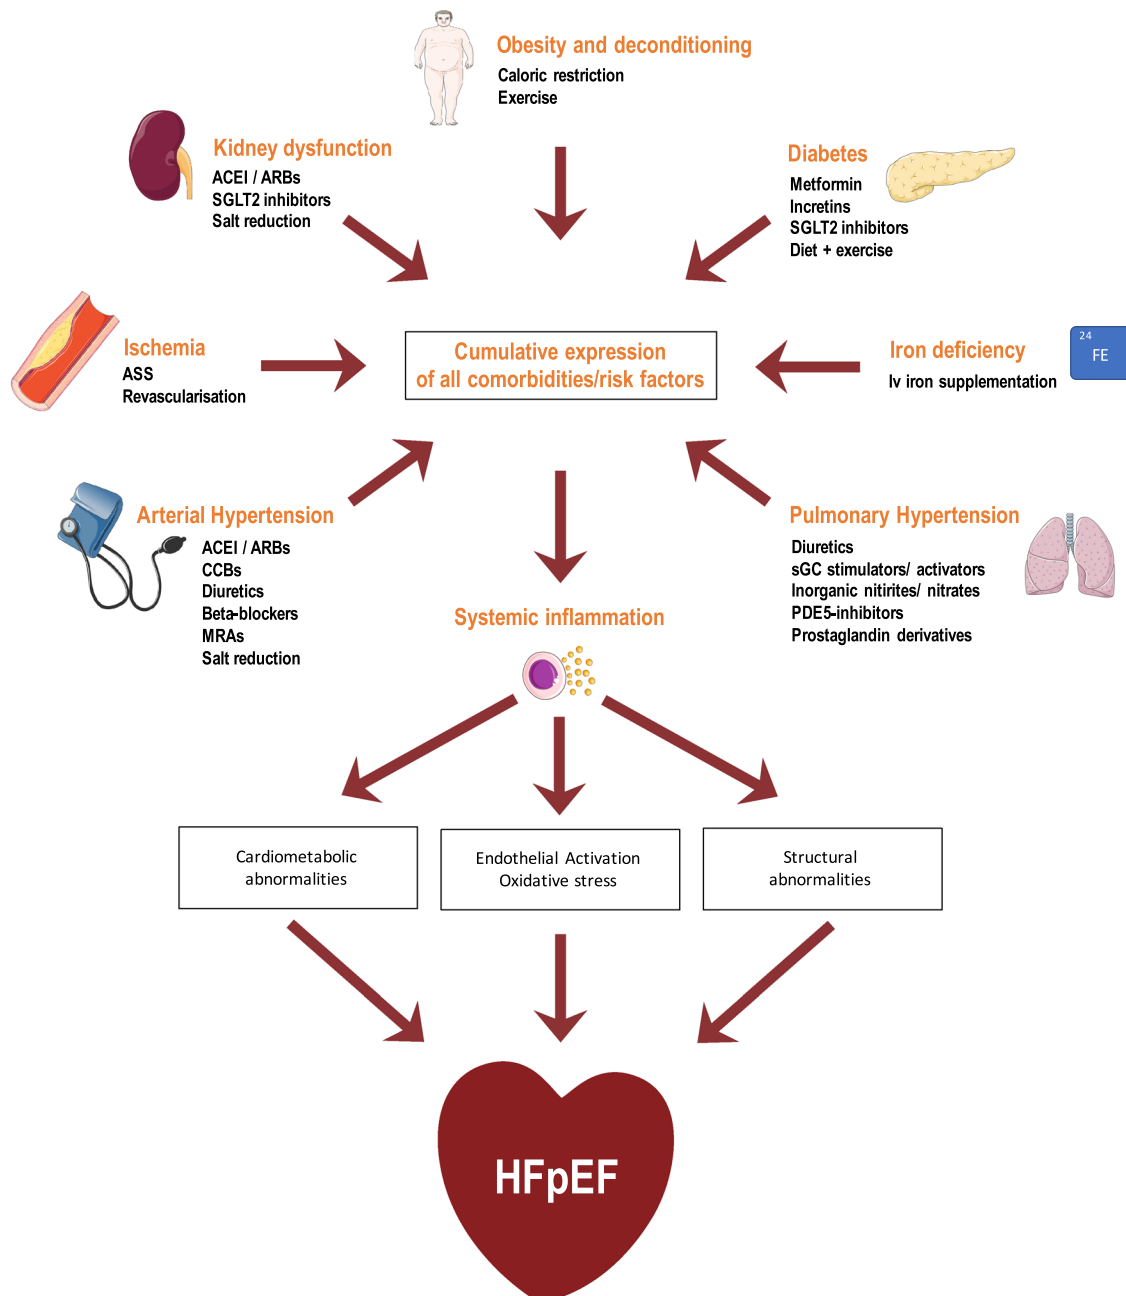 Obesity and deconditioning
Caloric restriction
Exercise
Kidney dysfunction
ACEI / ARBs
SGLT2 inhibitors
Salt reduction
Diabetes
Metformin
Incretins
SGLT2 inhibitors
Diet + exercise
Ischemia
ASS
Revascularisation
Cumulative expression
of all comorbidities/risk factors
Iron deficiency
Iv iron supplementation
24
FE
Arterial Hypertension
ACEI / ARBs
CCBs
Diuretics
Beta-blockers
MRAs
Salt reduction
Pulmonary Hypertension
Diuretics
sGC stimulators/ activators
Inorganic nitirites/ nitrates
PDE5-inhibitors
Prostaglandin derivatives
Systemic inflammation
Cardiometabolic
abnormalities
Endothelial Activation
Oxidative stress
Structural
abnormalities
HFpEF